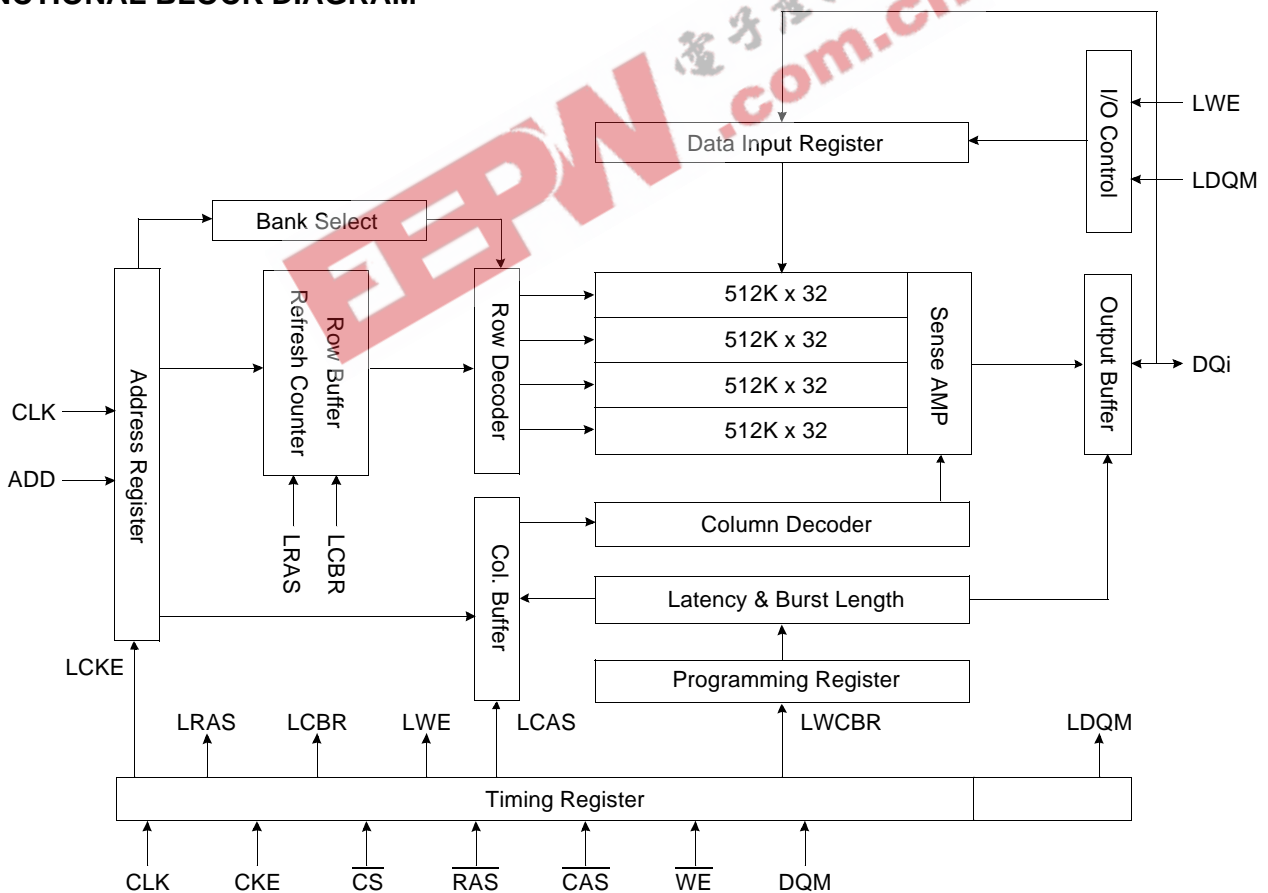 NCTIONAL BLOCK DIAGRAM
EEPW
.com.cn
I/O Control
LWE
Data Input Register
LDQM
Bank Select
Address Register
Refresh Counter
Row Buffer
Row Decoder
512K x 32
512K x 32
512K x 32
512K x 32
Sense AMP
Output Buffer
DQi
CLK
ADD
LRAS
LCBR
Col. Buffer
Column Decoder
Latency & Burst Length
LCKE
Programming Register
LRAS
LCBR
LWE
LCAS
LWCBR
LDQM
Timing Register
CLK
CKE
CS
RAS
CAS
WE
DQM